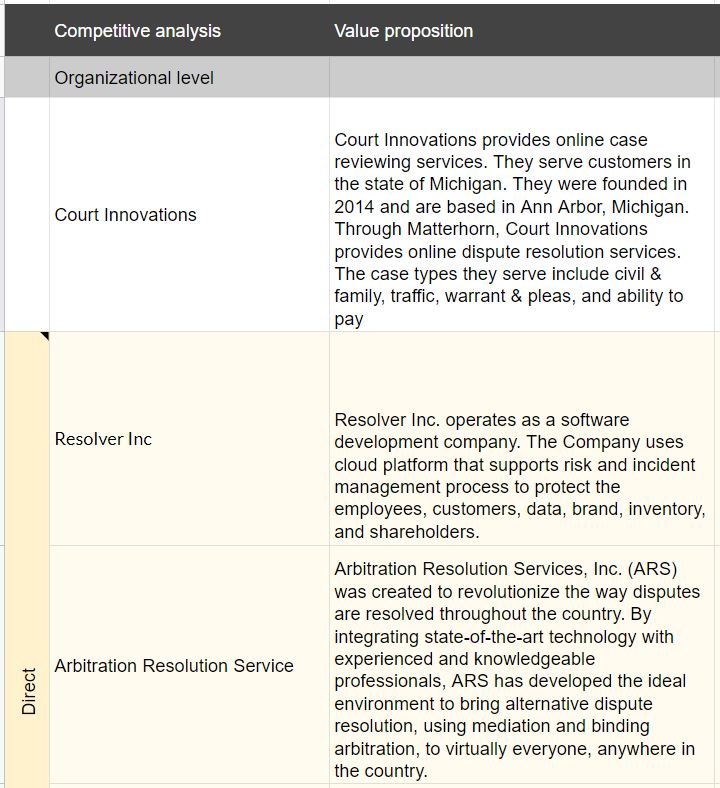 Competitive analysis
Value proposition
Organizational level
Court Innovations
Court Innovations provides online case
reviewing services. They serve customers in
the state of Michigan. They were founded in
2014 and are based in Ann Arbor, Michigan.
Through Matterhorn, Court Innovations
provides online dispute resolution services.
The case types they serve include civil &
family, traffic, warrant & pleas, and ability to
pay
Direct
Resolver Inc
Resolver Inc. operates as a software
development company. The Company uses
cloud platform that supports risk and incident
management process to protect the
employees, customers, data, brand, inventory,
and shareholders.
Arbitration Resolution Service
Arbitration Resolution Services, Inc. (ARS)
was created to revolutionize the way disputes
are resolved throughout the country. By
integrating state-of-the-art technology with
experienced and knowledgeable
professionals, ARS has developed the ideal
environment to bring alternative dispute
resolution, using mediation and binding
arbitration, to virtually everyone, anywhere in
the country.